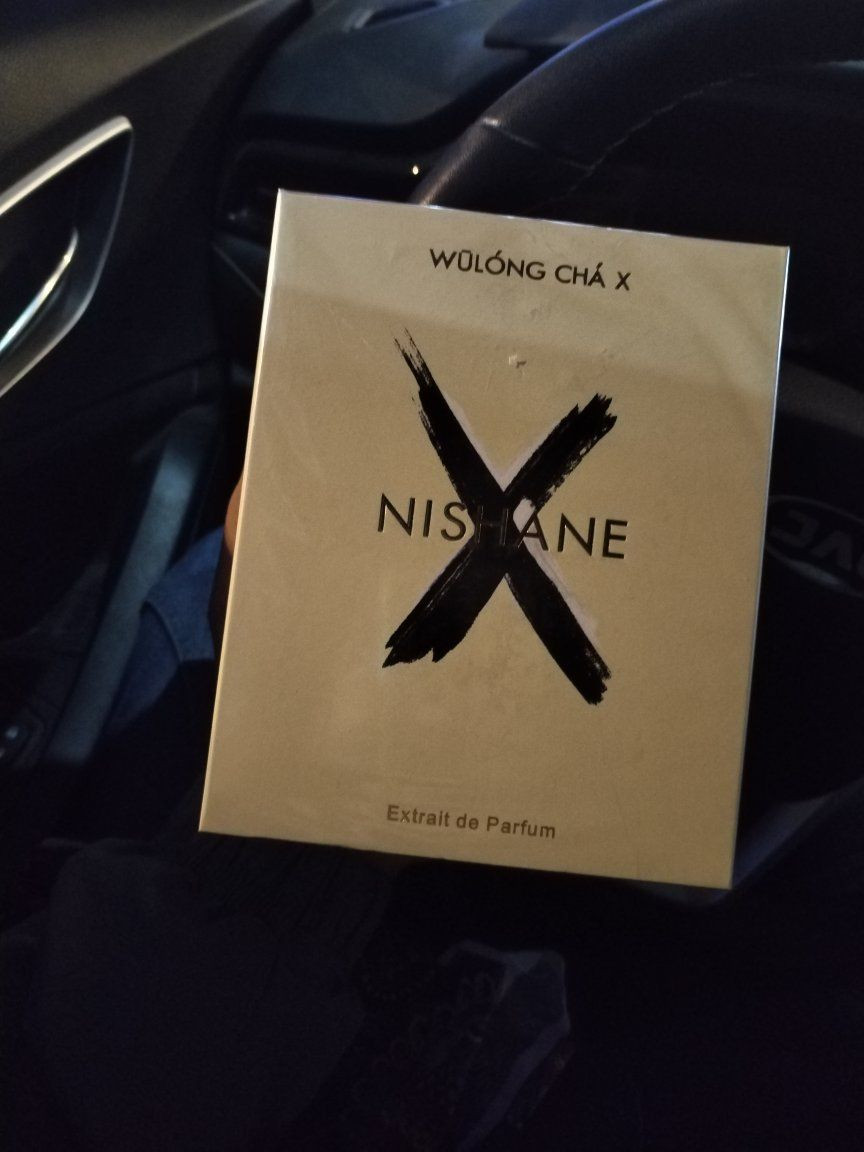 WŪLÓNG CHÁ X
NISHANE
Extrait de Parfum